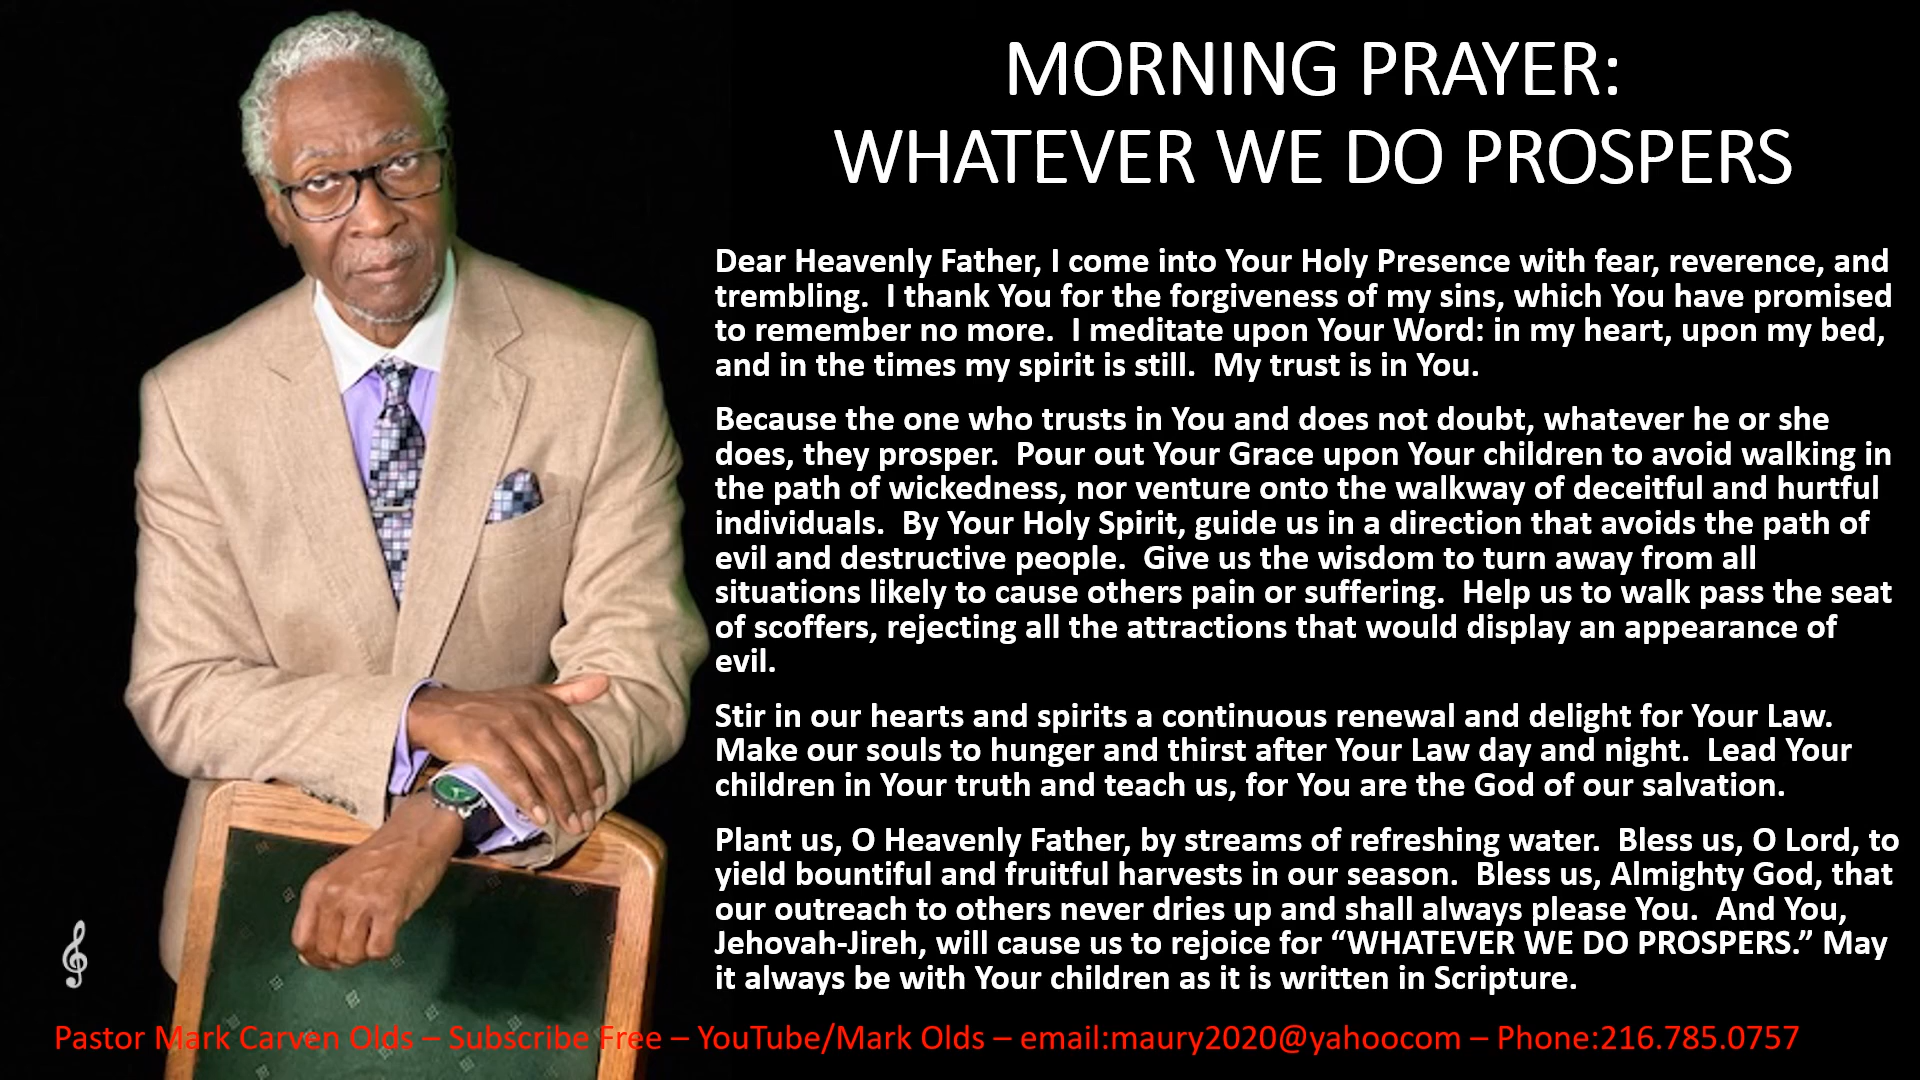 MORNING PRAYER:
WHATEVER WE DO PROSPERS
Dear Heavenly Father, I come into Your Holy Presence with fear, reverence, and
trembling.  I thank You for the forgiveness of my sins, which You have promised
to remember no more.  I meditate upon Your Word: in my heart, upon my bed,
and in the times my spirit is still.  My trust is in You.
Because the one who trusts in You and does not doubt, whatever he or she
does, they prosper.  Pour out Your Grace upon Your children to avoid walking in
the path of wickedness, nor venture onto the walkway of deceitful and hurtful
individuals.  By Your Holy Spirit, guide us in a direction that avoids the path of
evil and destructive people.  Give us the wisdom to turn away from all
situations likely to cause others pain or suffering.  Help us to walk pass the seat
of scoffers, rejecting all the attractions that would display an appearance of
evil.
Stir in our hearts and spirits a continuous renewal and delight for Your Law.
Make our souls to hunger and thirst after Your Law day and night.  Lead Your
children in Your truth and teach us, for You are the God of our salvation.
Plant us, O Heavenly Father, by streams of refreshing water.  Bless us, O Lord, to
yield bountiful and fruitful harvests in our season.  Bless us, Almighty God, that
our outreach to others never dries up and shall always please You.  And You,
Jehovah-Jireh, will cause us to rejoice for “WHATEVER WE DO PROSPERS.” May
it always be with Your children as it is written in Scripture.
Pastor Mark Carven Olds – Subscribe Free – YouTube/Mark Olds – email:maury2020@yahoocom – Phone:216.785.0757